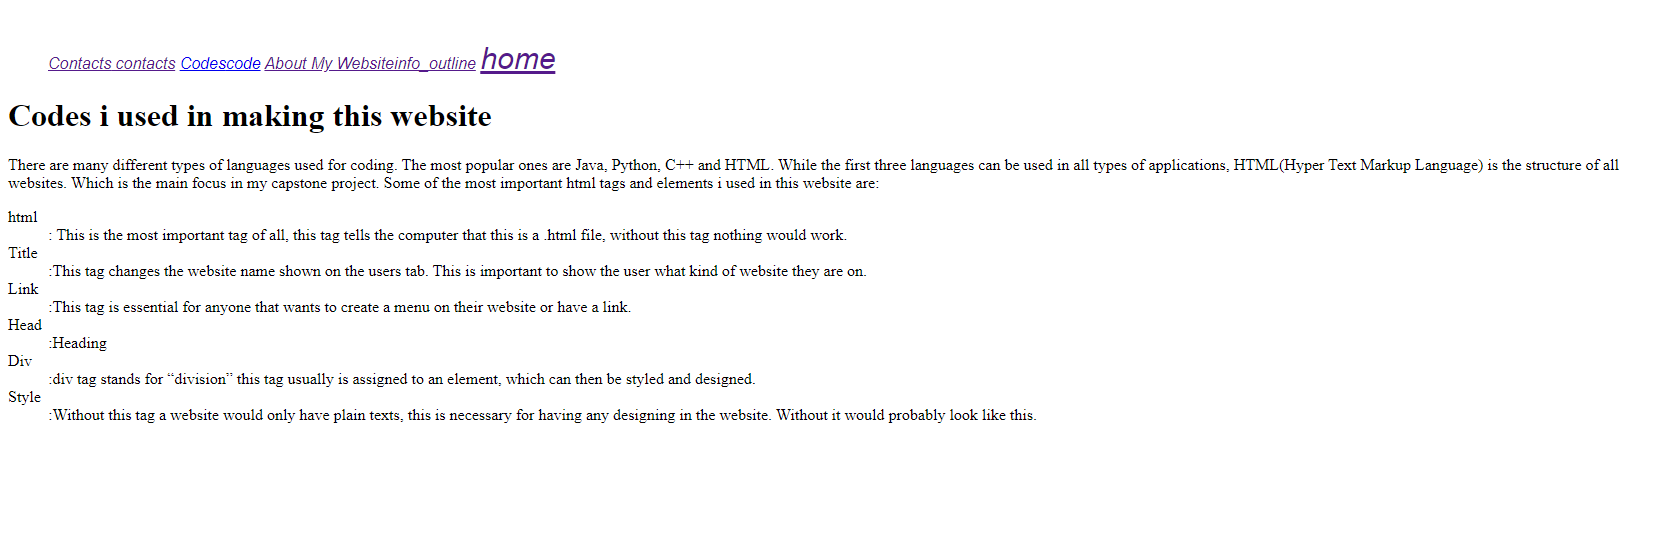 Contacts contacts Codescode About My Websiteinfo_outline home
Codes i used in making this website
There are many different types of languages used for coding. The most popular ones are Java, Python, C++ and HTML. While the first three languages can be used in all types of applications, HTML(Hyper Text Markup Language) is the structure of all
websites. Which is the main focus in my capstone project. Some of the most important html tags and elements i used in this website are:
html
: This is the most important tag of all, this tag tells the computer that this is a .html file, without this tag nothing would work.
Title
:This tag changes the website name shown on the users tab. This is important to show the user what kind of website they are on.
Link
:This tag is essential for anyone that wants to create a menu on their website or have a link.
Head
:Heading
Div
:div tag stands for “division” this tag usually is assigned to an element, which can then be styled and designed.
Style
:Without this tag a website would only have plain texts, this is necessary for having any designing in the website. Without it would probably look like this.